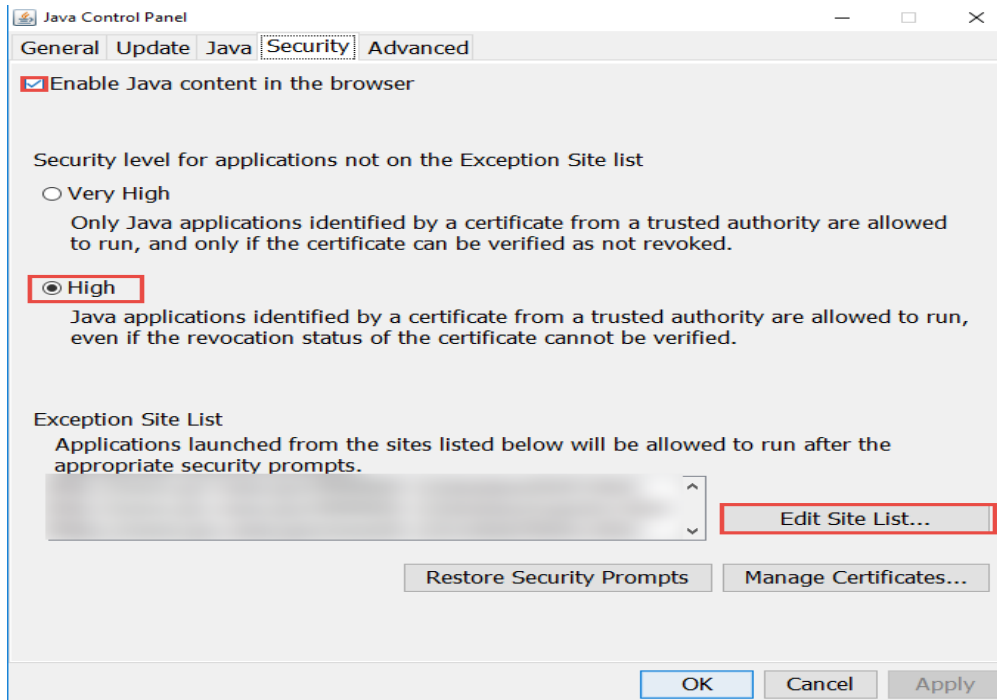 Java Control Panel
General Update Java Security Advanced
Enable Java content in the browser
Security level for applications not on the Exception Site list
Very High
Only Java applications identified by a certificate from a trusted authority are allowed
to run, and only if the certificate can be verified as not revoked.
High
Java applications identified by a certificate from a trusted authority are allowed to run,
even if the revocation status of the certificate cannot be verified.
Exception Site List
Applications launched from the sites listed below will be allowed to run after the
appropriate security prompts.
Edit Site List...
Restore Security Prompts Manage Certificates...
OK Cancel Apply